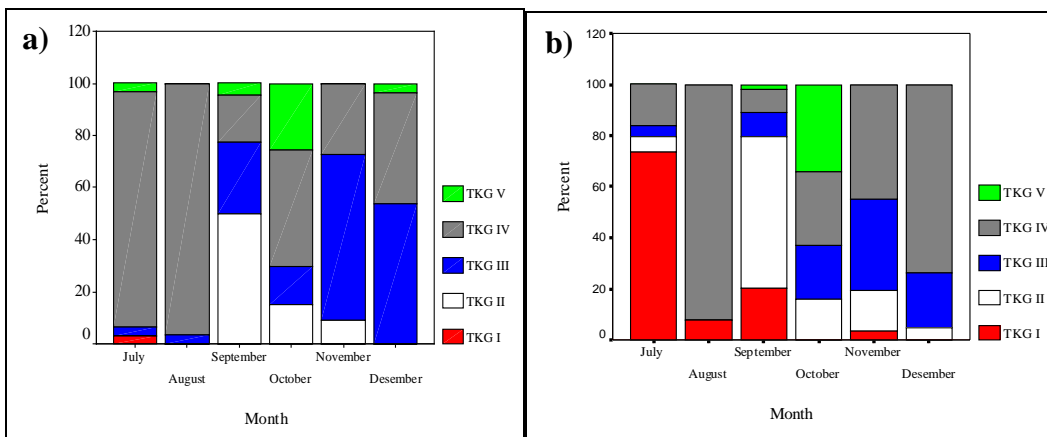 a)
120
100
80
60
40
20
0
Percent
July
September
November
August
October
Desember
Month
TKG V
TKG IV
TKG III
TKG II
TKG I
b)
120
100
80
60
40
20
0
Percent
July
September
November
August
October
Desember
Month
TKG V
TKG IV
TKG III
TKG II
TKG I